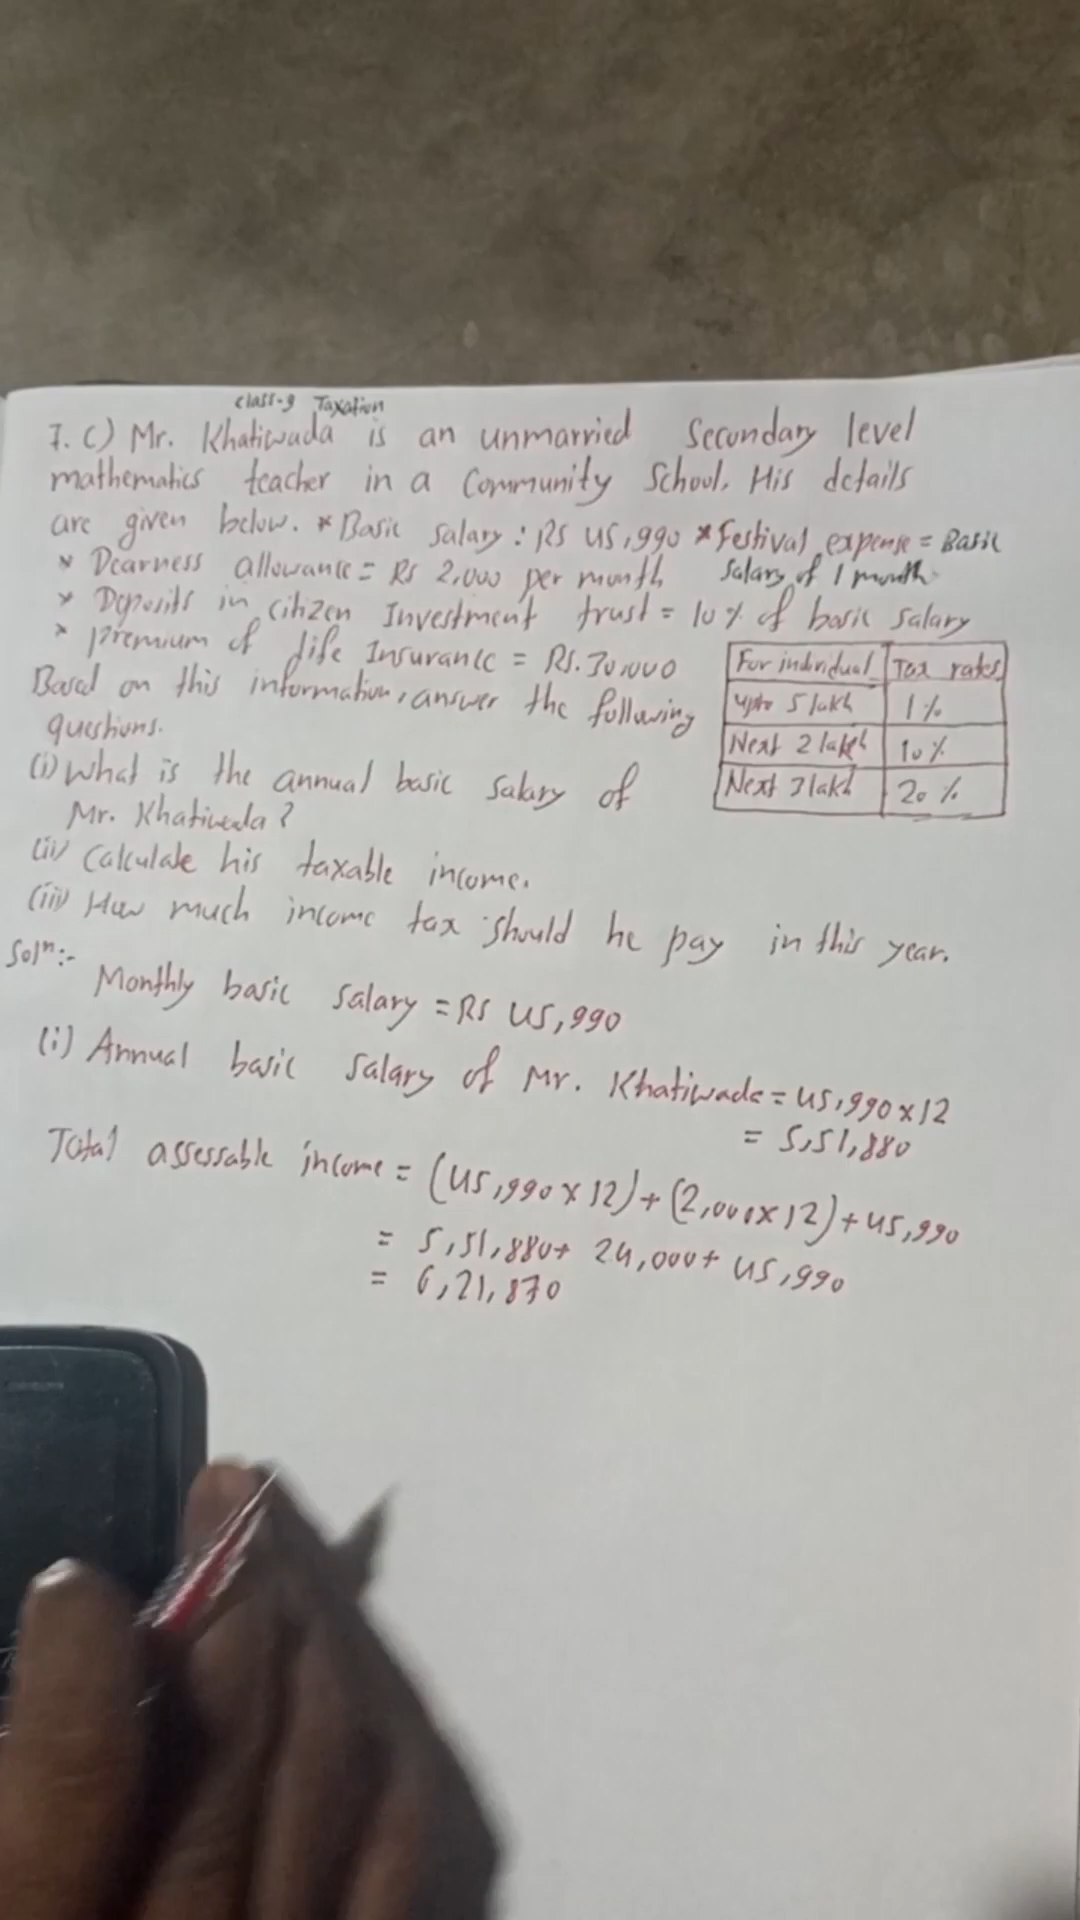 class-9 Taxation
7. c) Mr. Khatiwada is an unmarried Secondary level
mathematics teacher in a Community School. His details
are given below. * Basic Salary: RS 45,990 * Festival expense = Basic
Salary of 1 month
* Dearness allowance = RS 2,000 per month
* Deposits in citizen Investment trust = 10% of basic salary
* premium of life Insurance = RS. 30,000
Based on this information, answer the following
questions.
For individual Tax rates
upto 5 lakh 1%
Next 2 lakh 10%
Next 3 lakh 20%
(i) What is the annual basic salary of
Mr. Khatiwada?
(ii) Calculate his taxable income.
(iii) How much income tax should he pay in this year.
Solⁿ:-
Monthly basic salary = RS 45,990
(i) Annual basic salary of Mr. Khatiwada = 45,990 x 12
= 5,51,880
Total assessable income = (45,990 x 12) + (2,000 x 12) + 45,990
= 5,51,880 + 24,000 + 45,990
= 6,21,870